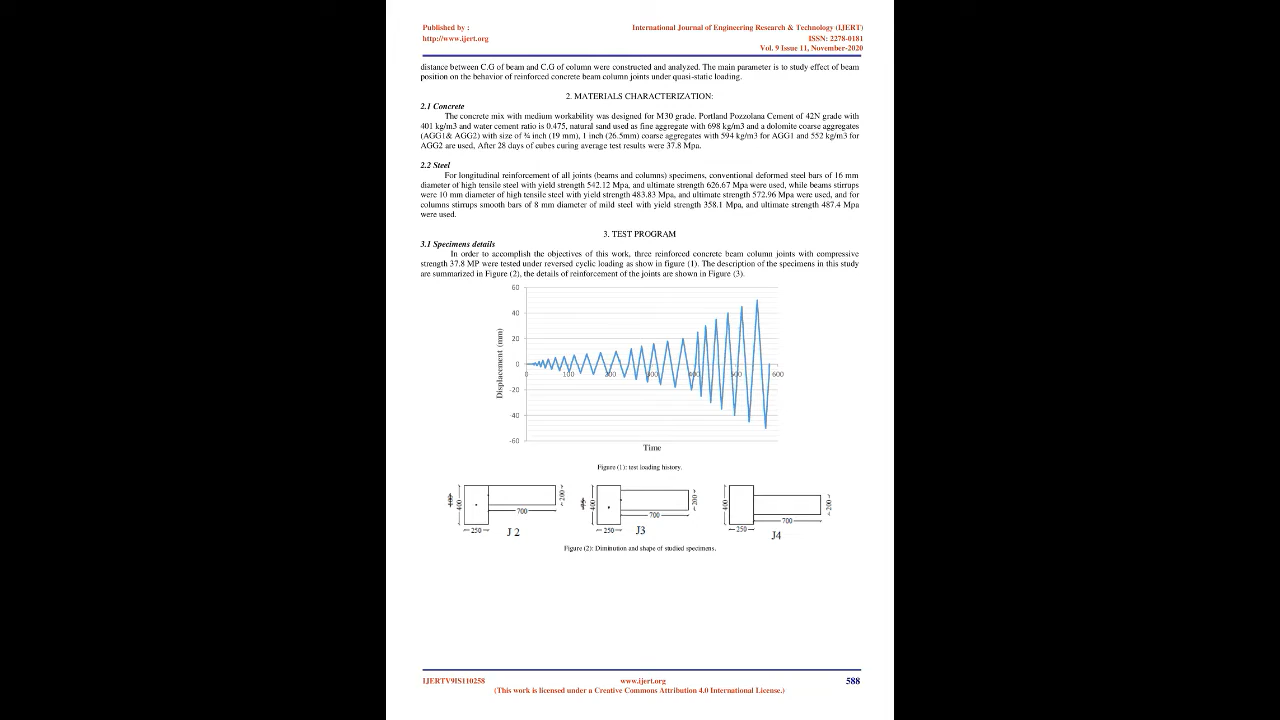 Published by :
International Journal of Engineering Research & Technology (IJERT)
http://www.ijert.org
ISSN: 2278-0181
Vol. 9 Issue 11, November-2020
distance between C.G of beam and C.G of column were constructed and analyzed. The main parameter is to study effect of beam
position on the behavior of reinforced concrete beam column joints under quasi-static loading.
2. MATERIALS CHARACTERIZATION:
2.1 Concrete
The concrete mix with medium workability was designed for M30 grade. Portland Pozzolana Cement of 42N grade with
401 kg/m3 and water cement ratio is 0.475, natural sand used as fine aggregate with 698 kg/m3 and a dolomite coarse aggregates
(AGG1& AGG2) with size of ¾ inch (19 mm), 1 inch (26.5mm) coarse aggregates with 594 kg/m3 for AGG1 and 552 kg/m3 for
AGG2 are used, After 28 days of cubes curing average test results were 37.8 Mpa.
2.2 Steel
For longitudinal reinforcement of all joints (beams and columns) specimens, conventional deformed steel bars of 16 mm
diameter of high tensile steel with yield strength 542.12 Mpa, and ultimate strength 626.67 Mpa were used, while beams stirrups
were 10 mm diameter of high tensile steel with yield strength 483.83 Mpa, and ultimate strength 572.96 Mpa were used, and for
columns stirrups smooth bars of 8 mm diameter of mild steel with yield strength 358.1 Mpa, and ultimate strength 487.4 Mpa
were used.
3. TEST PROGRAM
3.1 Specimens details
In order to accomplish the objectives of this work, three reinforced concrete beam column joints with compressive
strength 37.8 MP were tested under reversed cyclic loading as show in figure (1). The description of the specimens in this study
are summarized in Figure (2), the details of reinforcement of the joints are shown in Figure (3).
60
40
20
0
-20
-40
-60
Displacement (mm)
0 100 200 300 400 500 600
Time
Figure (1): test loading history.
400 200
700
250
J 2
400 200
700
250
J3
400 200
700
250
J4
Figure (2): Diminution and shape of studied specimens.
IJERTV9IS110258
www.ijert.org
588
(This work is licensed under a Creative Commons Attribution 4.0 International License.)